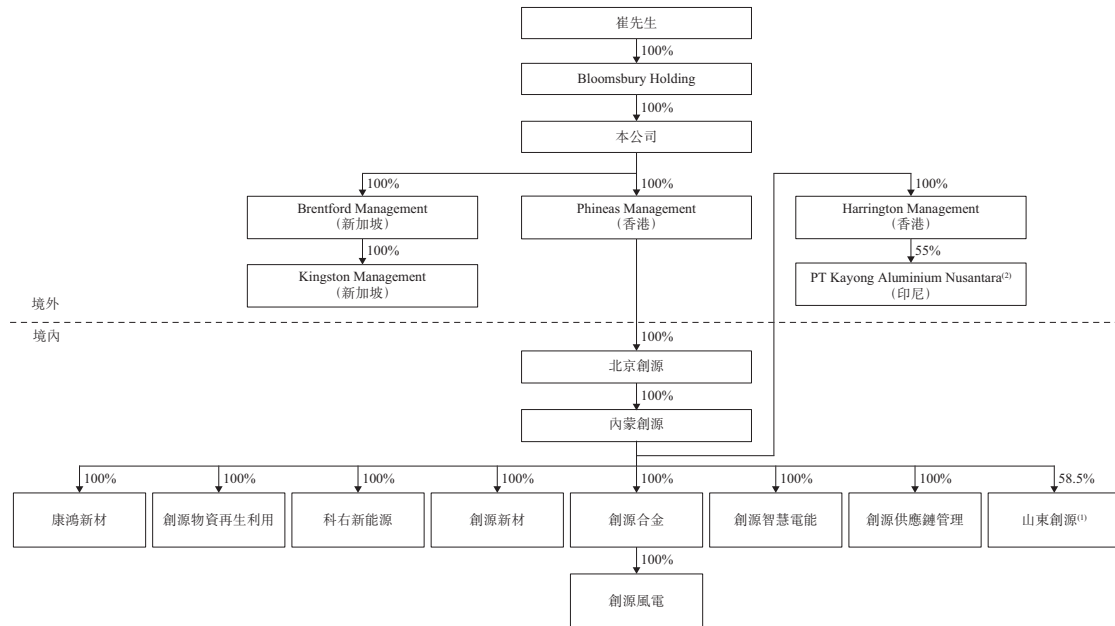 崔先生
100%
Bloomsbury Holding
100%
本公司
100%
100%
100%
Brentford Management
(新加坡)
Phineas Management
(香港)
Harrington Management
(香港)
100%
55%
Kingston Management
(新加坡)
PT Kayong Aluminium Nusantara(2)
(印尼)
境外
境內
100%
北京創源
100%
內蒙創源
100%
100%
100%
100%
100%
100%
100%
58.5%
康鴻新材
創源物資再生利用
科右新能源
創源新材
創源合金
創源智慧電能
創源供應鏈管理
山東創源(1)
100%
創源風電